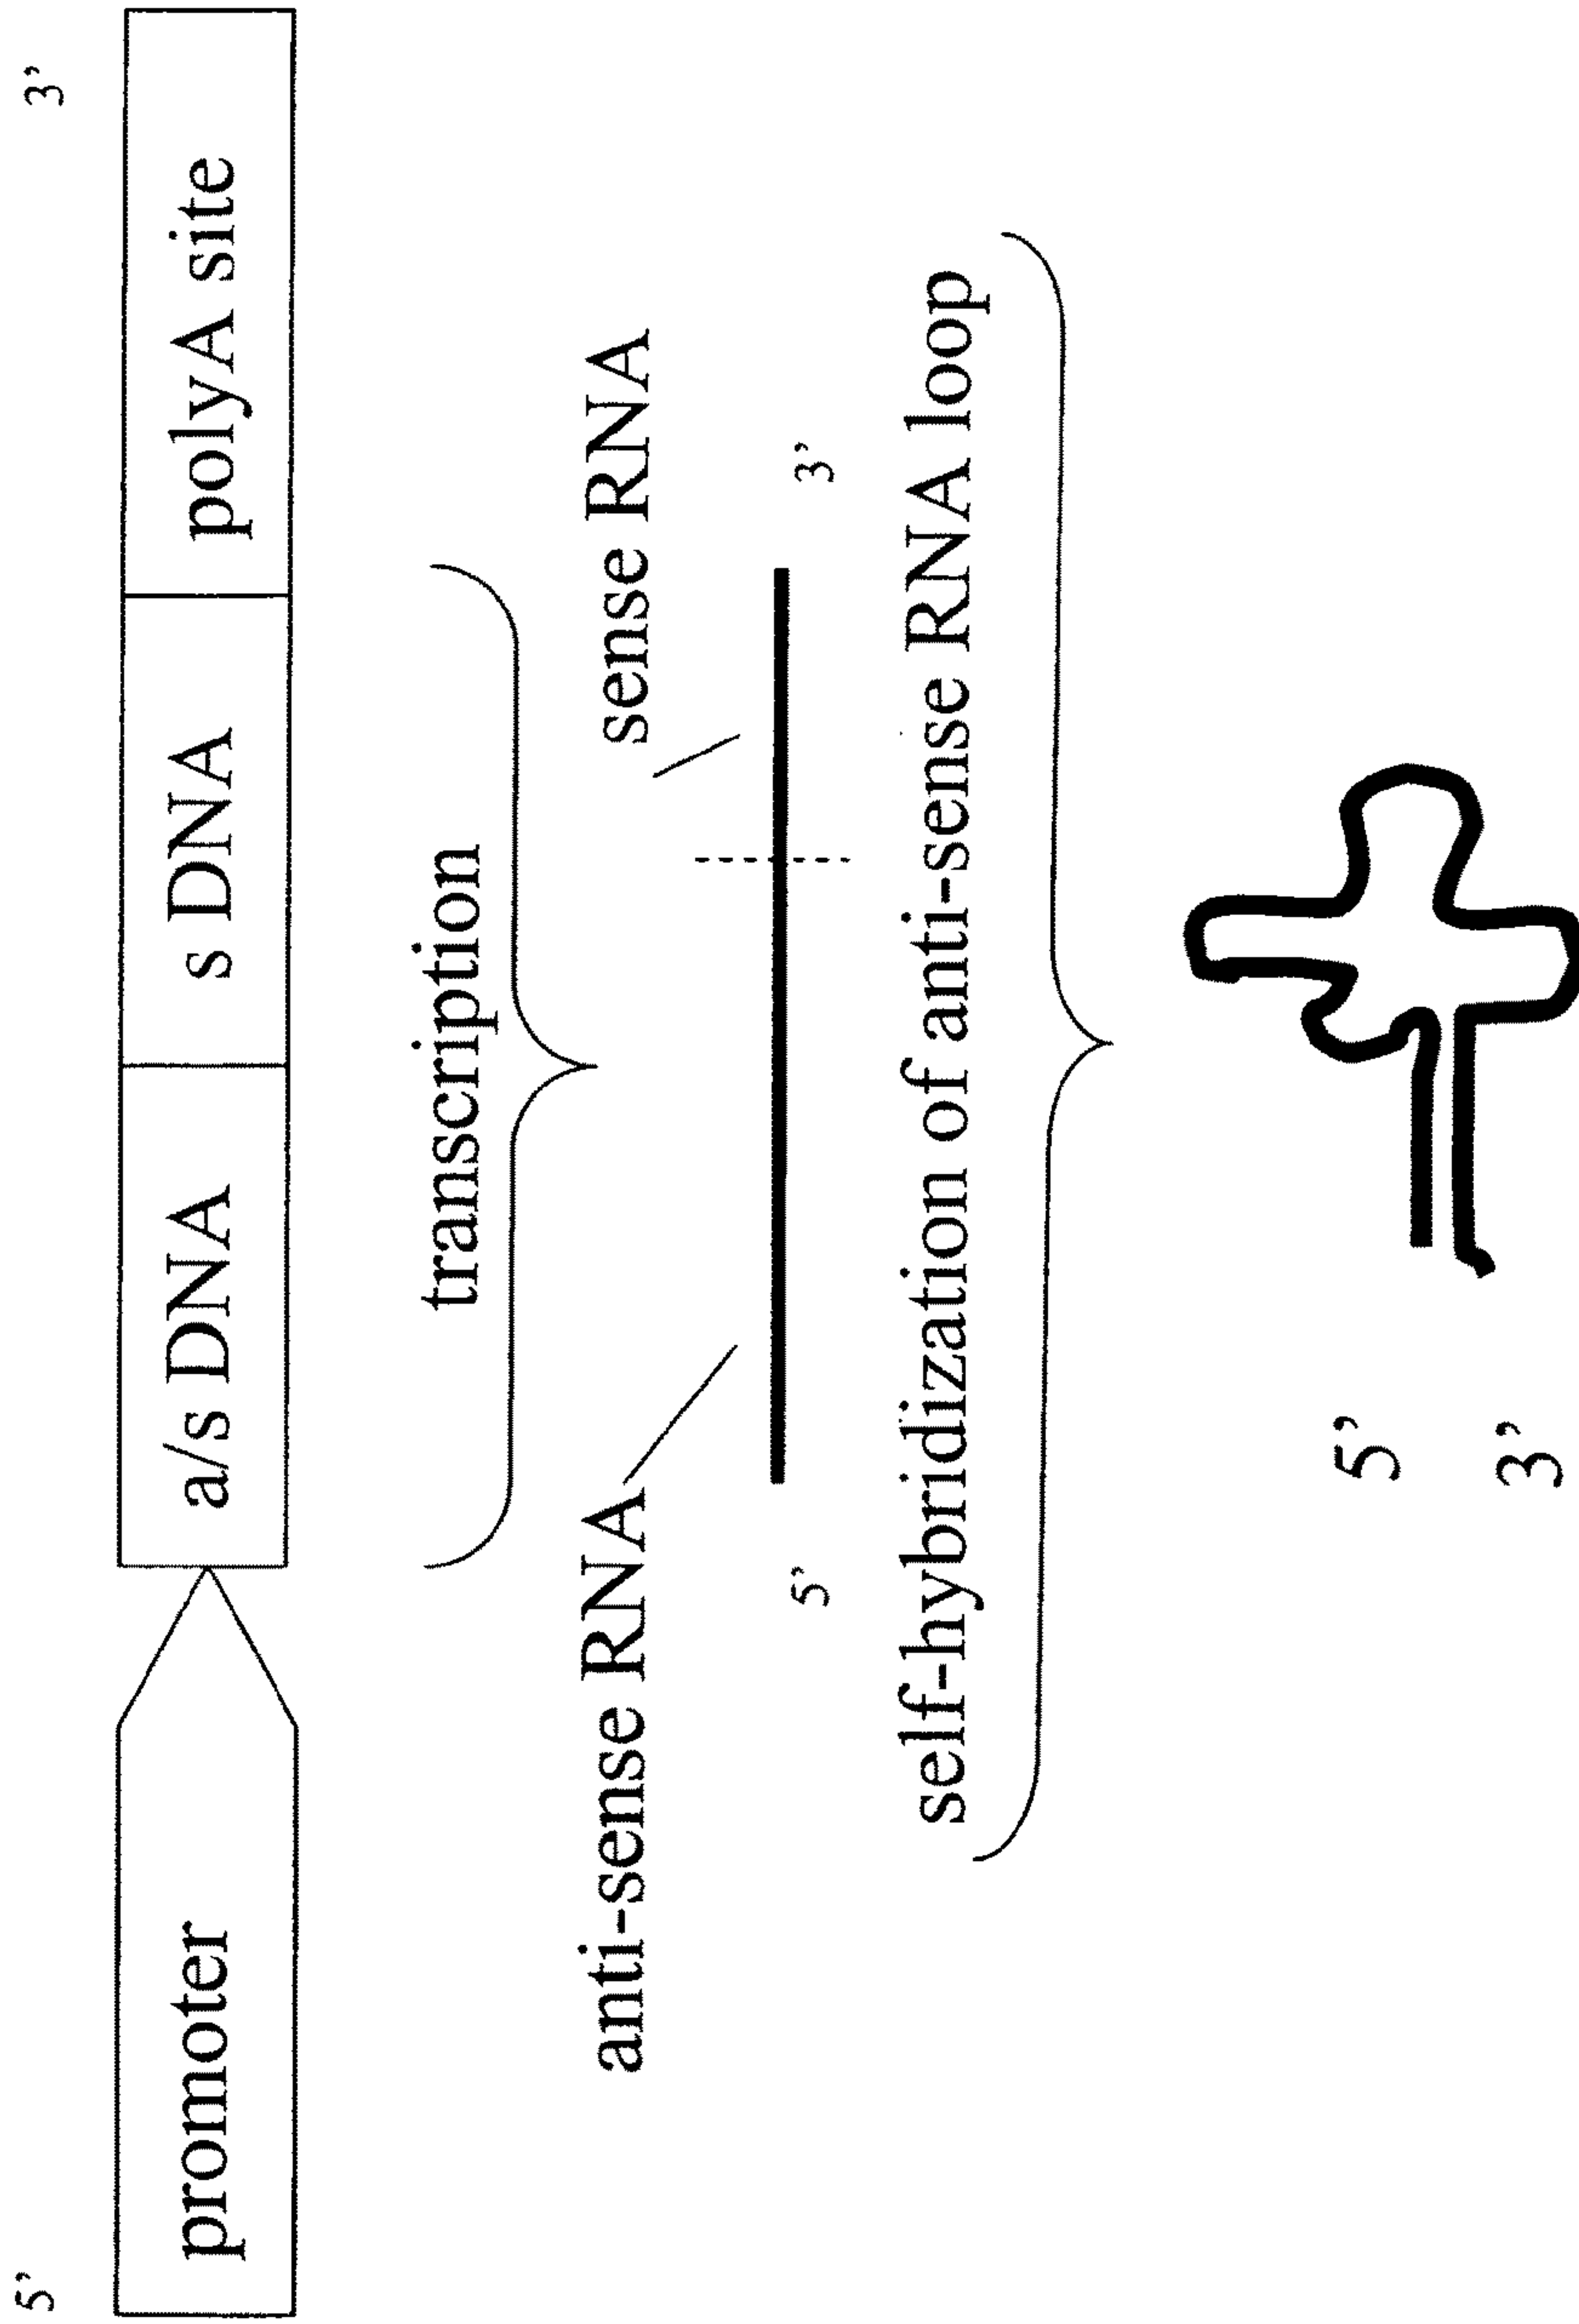 5’ 3’
promoter a/s DNA s DNA polyA site
transcription
anti-sense RNA sense RNA
5’ 3’
self-hybridization of anti-sense RNA loop
5’
3’